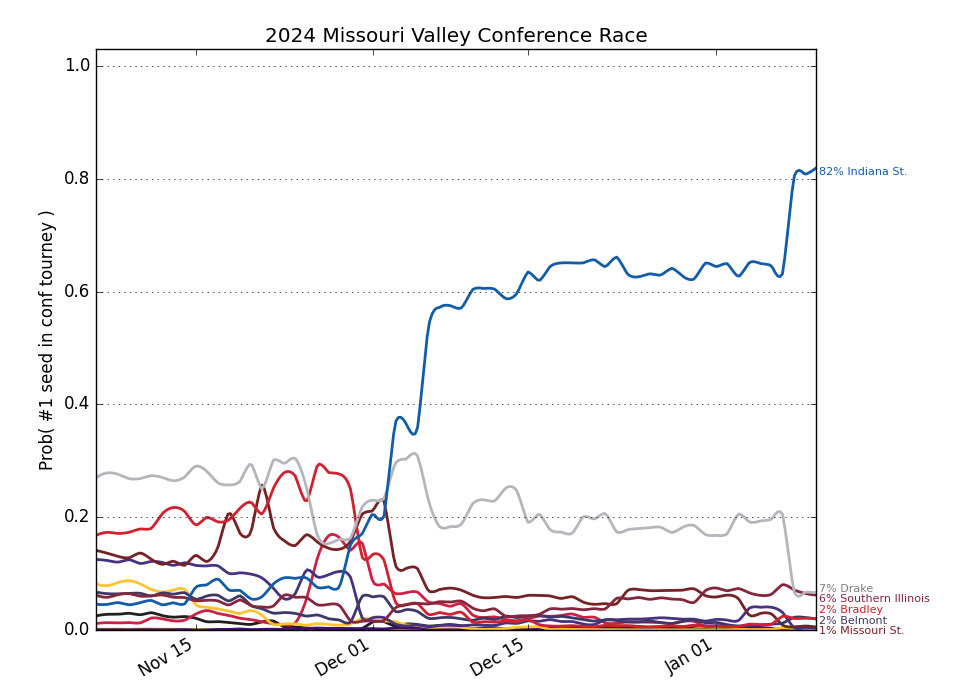 2024 Missouri Valley Conference Race
Prob( #1 seed in conf tourney )
1.0
0.8
0.6
0.4
0.2
0.0
Nov 15
Dec 01
Dec 15
Jan 01
82% Indiana St.
7% Drake
6% Southern Illinois
2% Bradley
2% Belmont
1% Missouri St.